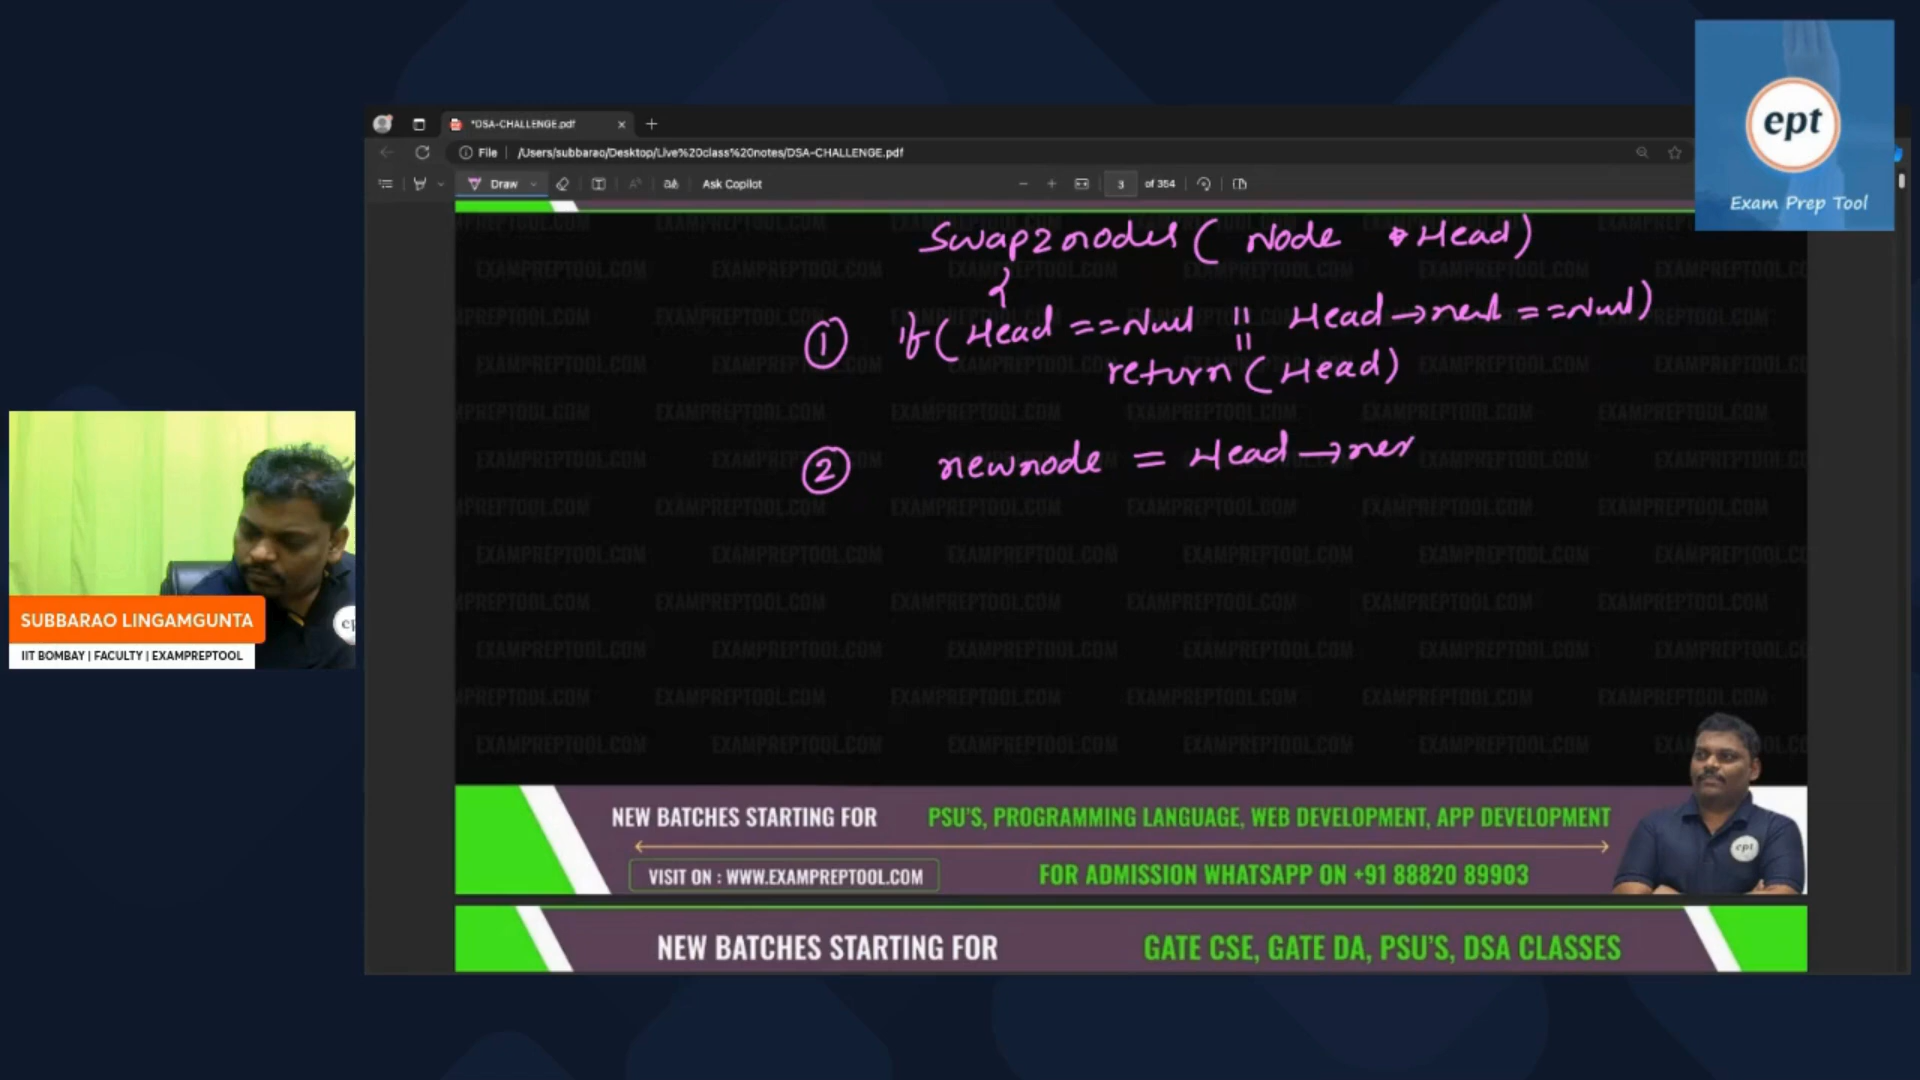 ept
Exam Prep Tool
*DSA-CHALLENGE.pdf
File | /Users/subbarao/Desktop/Live%20class%20notes/DSA-CHALLENGE.pdf
Draw
Ask Copilot
3 of 354
Swap2nodes ( Node * Head)
{
① if( Head ==Null || Head→next ==Null)
return ( Head)
② newnode = Head→nex
EXAMPREPTOOL.COM
SUBBARAO LINGAMGUNTA
IIT BOMBAY | FACULTY | EXAMPREPTOOL
NEW BATCHES STARTING FOR PSU'S, PROGRAMMING LANGUAGE, WEB DEVELOPMENT, APP DEVELOPMENT
VISIT ON : WWW.EXAMPREPTOOL.COM FOR ADMISSION WHATSAPP ON +91 88820 89903
ept
NEW BATCHES STARTING FOR GATE CSE, GATE DA, PSU'S, DSA CLASSES